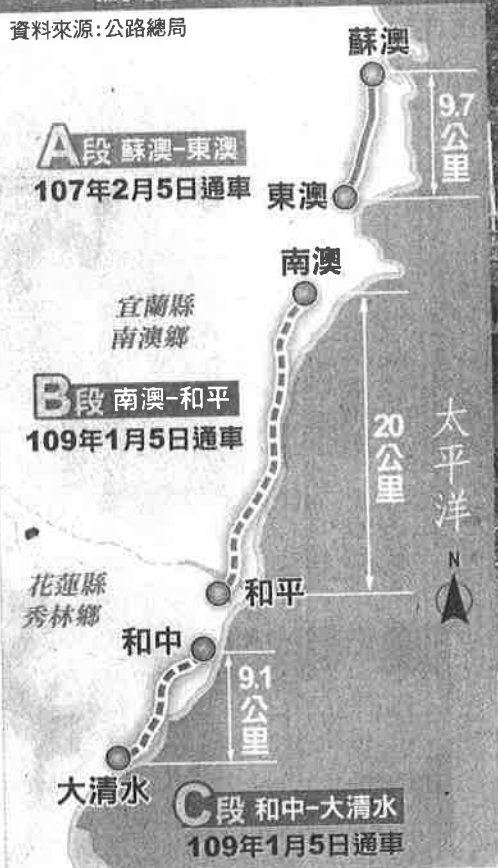 資料來源:公路總局
蘇澳
9.7
公里
A段 蘇澳-東澳
107年2月5日通車
東澳
南澳
宜蘭縣
南澳鄉
B段 南澳-和平
109年1月5日通車
20
公里
太平洋
N
花蓮縣
秀林鄉
和平
和中
9.1
公里
大清水
C段 和中-大清水
109年1月5日通車